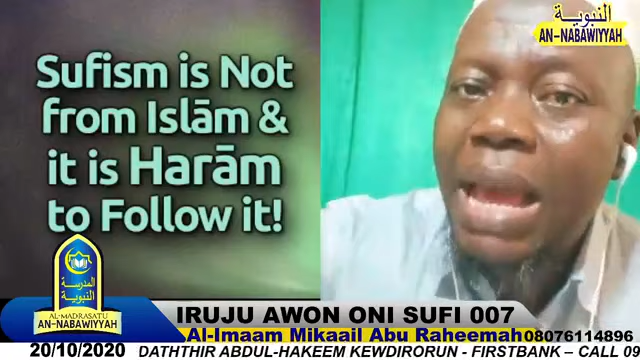 Sufism is Not
from Islām &
it is Harām
to Follow it!
النبوية
AN-NABAWIYYAH
المدرسة
النبوية
AL-MADRASATU
AN-NABAWIYYAH
IRUJU AWON ONI SUFI 007
Al-Imaam Mikaail Abu Raheemah
08076114896
20/10/2020
DATHTHIR ABDUL-HAKEEM KEWDIRORUN - FIRSTBANK – CALL O